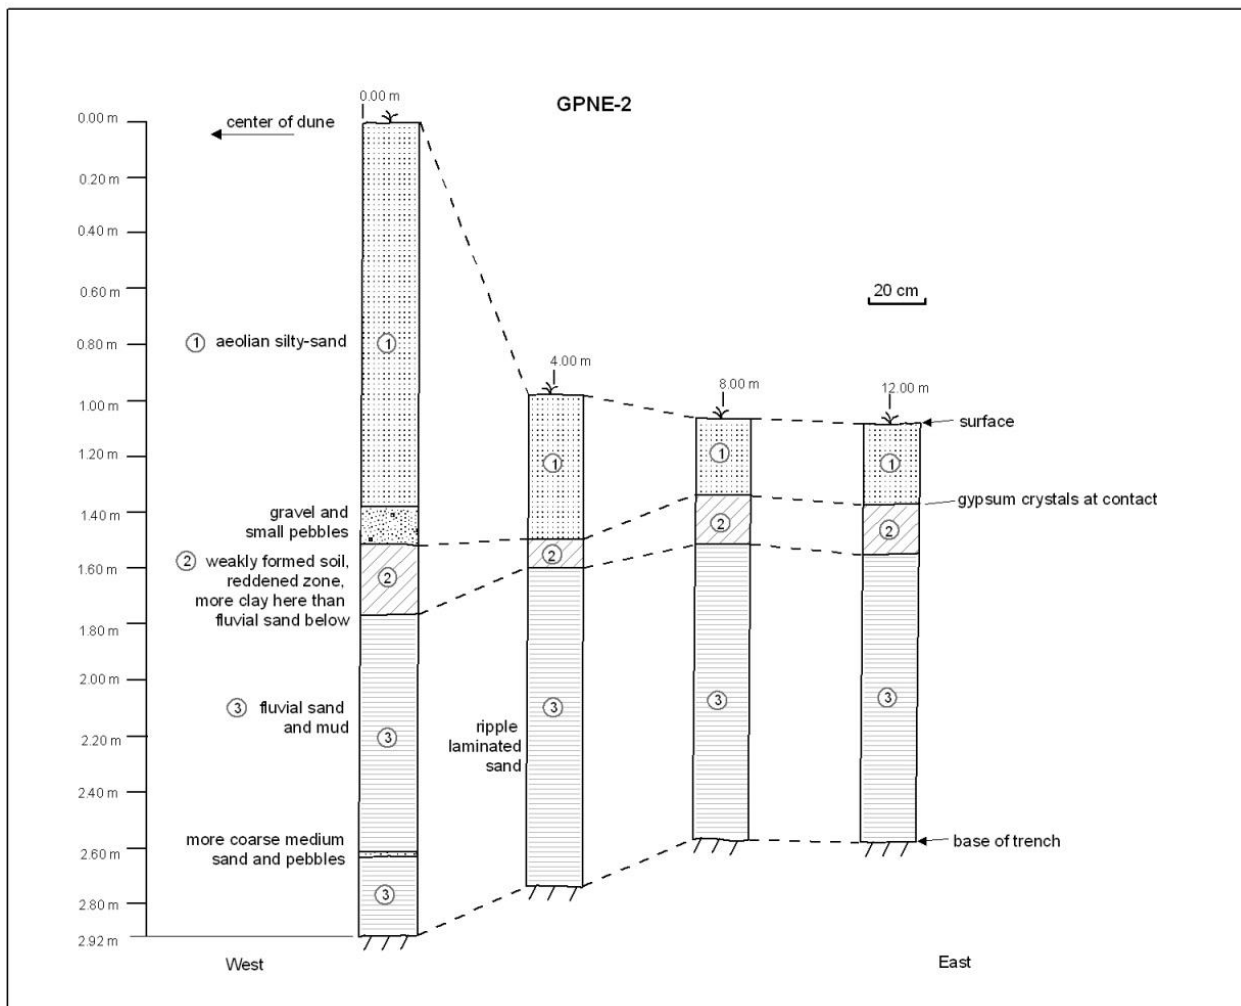 GPNE-2
0.00 m
0.00 m
center of dune
0.20 m
0.40 m
0.60 m
20 cm
0.80 m
1 aeolian silty-sand
1
4.00 m
8.00 m
12.00 m
1.00 m
surface
1.20 m
1
1
1
1.40 m
gravel and
small pebbles
gypsum crystals at contact
1.60 m
2 weakly formed soil,
reddened zone,
more clay here than
fluvial sand below
2
2
2
2
1.80 m
2.00 m
3 fluvial sand
and mud
3
3
3
3
2.20 m
ripple
laminated
sand
2.40 m
more coarse medium
sand and pebbles
2.60 m
base of trench
2.80 m
3
2.92 m
West
East